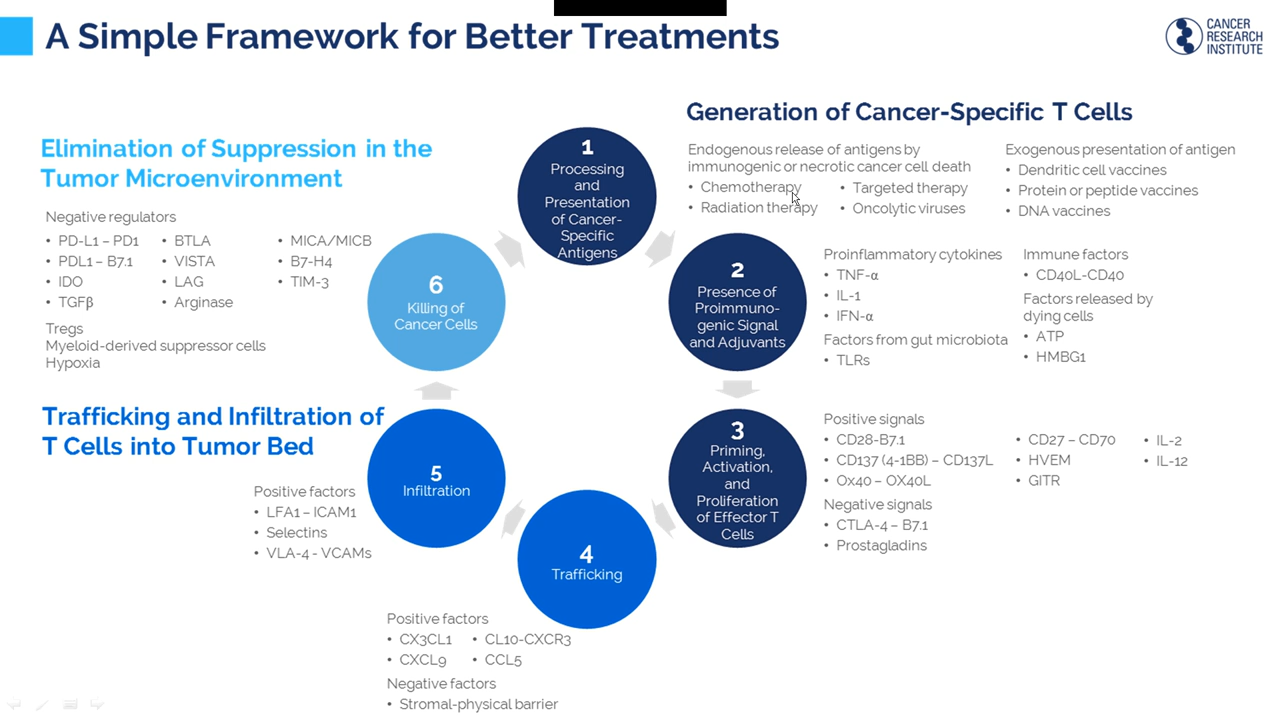 A Simple Framework for Better Treatments
CANCER
RESEARCH
INSTITUTE
Generation of Cancer-Specific T Cells
Endogenous release of antigens by
immunogenic or necrotic cancer cell death
• Chemotherapy
• Radiation therapy
• Targeted therapy
• Oncolytic viruses
Exogenous presentation of antigen
• Dendritic cell vaccines
• Protein or peptide vaccines
• DNA vaccines
1
Processing
and
Presentation
of Cancer-
Specific
Antigens
2
Presence of
Proimmuno-
genic Signal
and Adjuvants
Proinflammatory cytokines
• TNF-α
• IL-1
• IFN-α
Factors from gut microbiota
• TLRs
Immune factors
• CD40L-CD40
Factors released by
dying cells
• ATP
• HMBG1
3
Priming,
Activation,
and
Proliferation
of Effector T
Cells
Positive signals
• CD28-B7.1
• CD137 (4-1BB) – CD137L
• Ox40 – OX40L
• CD27 – CD70
• HVEM
• GITR
• IL-2
• IL-12
Negative signals
• CTLA-4 – B7.1
• Prostagladins
4
Trafficking
Positive factors
• CX3CL1
• CXCL9
• CL10-CXCR3
• CCL5
Negative factors
• Stromal-physical barrier
Trafficking and Infiltration of
T Cells into Tumor Bed
5
Infiltration
Positive factors
• LFA1 – ICAM1
• Selectins
• VLA-4 - VCAMs
Elimination of Suppression in the
Tumor Microenvironment
6
Killing of
Cancer Cells
Negative regulators
• PD-L1 – PD1
• PDL1 – B7.1
• IDO
• TGFβ
• BTLA
• VISTA
• LAG
• Arginase
• MICA/MICB
• B7-H4
• TIM-3
Tregs
Myeloid-derived suppressor cells
Hypoxia